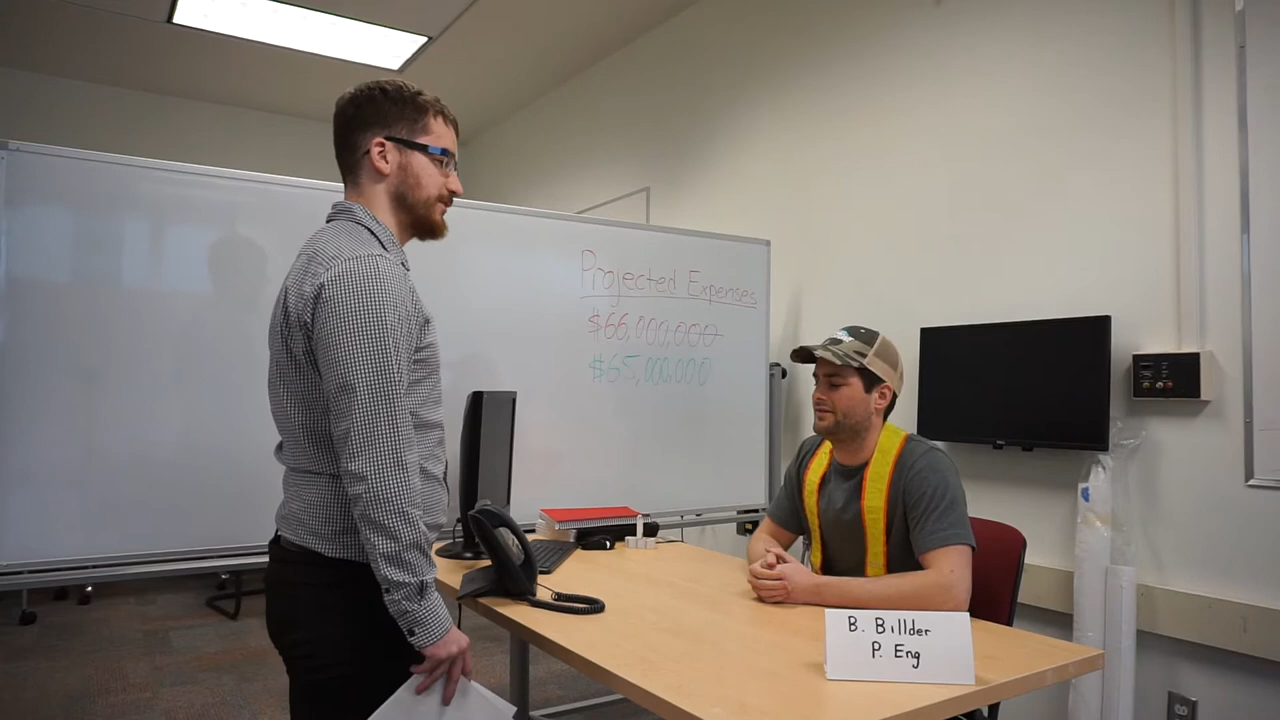 Projected Expenses
$66,000,000
$65,000,000
B. Billder
P. Eng